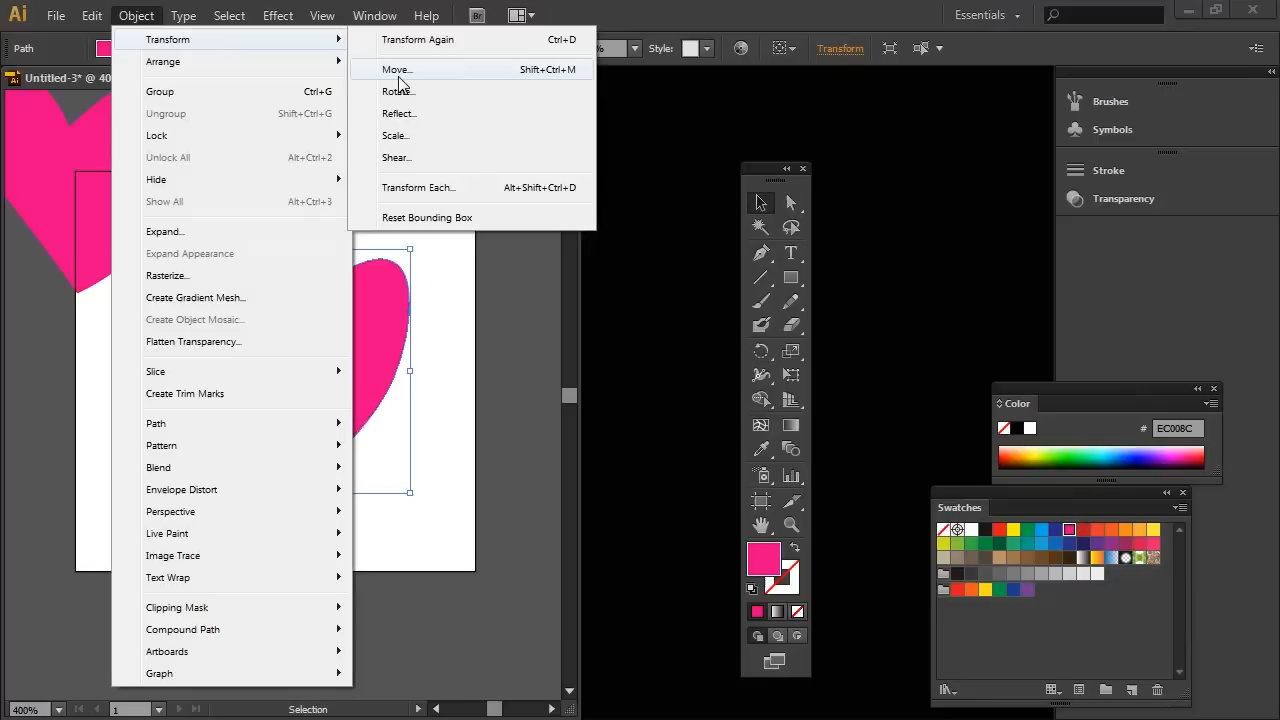 Ai File Edit Object Type Select Effect View Window Help Br Essentials
Path % Style: Transform
Untitled-3* @ 40
Transform
Arrange
Group Ctrl+G
Ungroup Shift+Ctrl+G
Lock
Unlock All Alt+Ctrl+2
Hide
Show All Alt+Ctrl+3
Expand...
Expand Appearance
Rasterize...
Create Gradient Mesh...
Create Object Mosaic...
Flatten Transparency...
Slice
Create Trim Marks
Path
Pattern
Blend
Envelope Distort
Perspective
Live Paint
Image Trace
Text Wrap
Clipping Mask
Compound Path
Artboards
Graph
Transform Again Ctrl+D
Move... Shift+Ctrl+M
Rotate...
Reflect...
Scale...
Shear...
Transform Each... Alt+Shift+Ctrl+D
Reset Bounding Box
T
Brushes
Symbols
Stroke
Transparency
Color
# EC008C
Swatches
400% 1 Selection